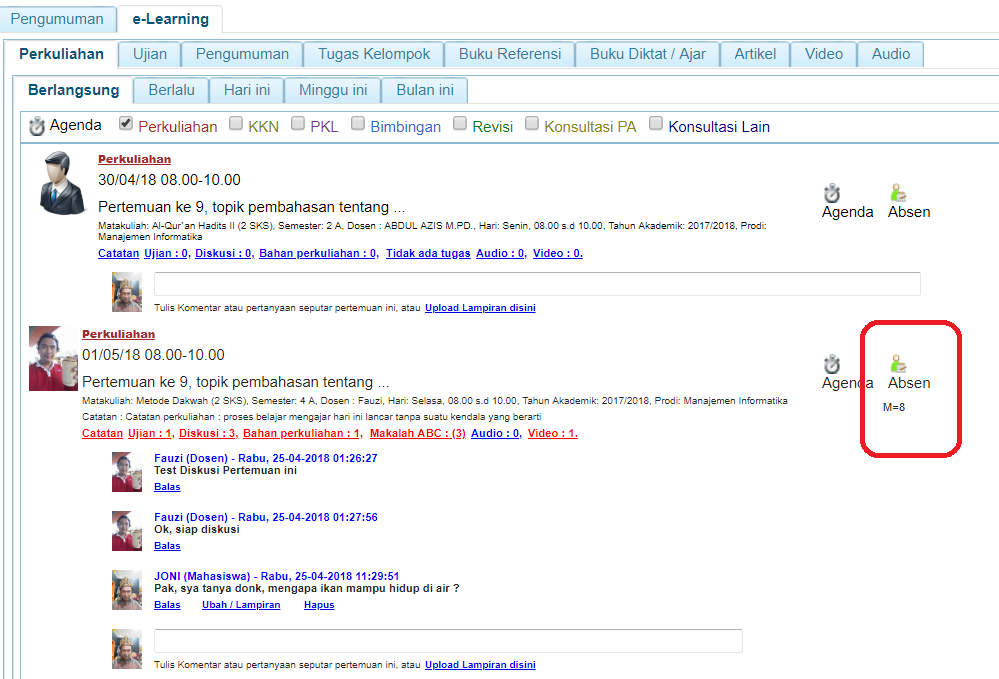 Pengumuman e-Learning
Perkuliahan Ujian Pengumuman Tugas Kelompok Buku Referensi Buku Diktat / Ajar Artikel Video Audio
Berlangsung Berlalu Hari ini Minggu ini Bulan ini
Agenda Perkuliahan KKN PKL Bimbingan Revisi Konsultasi PA Konsultasi Lain
Perkuliahan
30/04/18 08.00-10.00
Pertemuan ke 9, topik pembahasan tentang ...
Agenda Absen
Matakuliah: Al-Qur"an Hadits II (2 SKS), Semester: 2 A, Dosen : ABDUL AZIS M.PD., Hari: Senin, 08.00 s.d 10.00, Tahun Akademik: 2017/2018, Prodi:
Manajemen Informatika
Catatan Ujian : 0, Diskusi : 0, Bahan perkuliahan : 0, Tidak ada tugas Audio : 0, Video : 0.
Tulis Komentar atau pertanyaan seputar pertemuan ini, atau Upload Lampiran disini
Perkuliahan
01/05/18 08.00-10.00
Pertemuan ke 9, topik pembahasan tentang ...
Agenda Absen
Matakuliah: Metode Dakwah (2 SKS), Semester: 4 A, Dosen : Fauzi, Hari: Selasa, 08.00 s.d 10.00, Tahun Akademik: 2017/2018, Prodi: Manajemen Informatika
M=8
Catatan : Catatan perkuliahan : proses belajar mengajar hari ini lancar tanpa suatu kendala yang berarti
Catatan Ujian : 1, Diskusi : 3, Bahan perkuliahan : 1, Makalah ABC : (3) Audio : 0, Video : 1.
Fauzi (Dosen) - Rabu, 25-04-2018 01:26:27
Test Diskusi Pertemuan ini
Balas
Fauzi (Dosen) - Rabu, 25-04-2018 01:27:56
Ok, siap diskusi
Balas
JONI (Mahasiswa) - Rabu, 25-04-2018 11:29:51
Pak, sya tanya donk, mengapa ikan mampu hidup di air ?
Balas Ubah / Lampiran Hapus
Tulis Komentar atau pertanyaan seputar pertemuan ini, atau Upload Lampiran disini